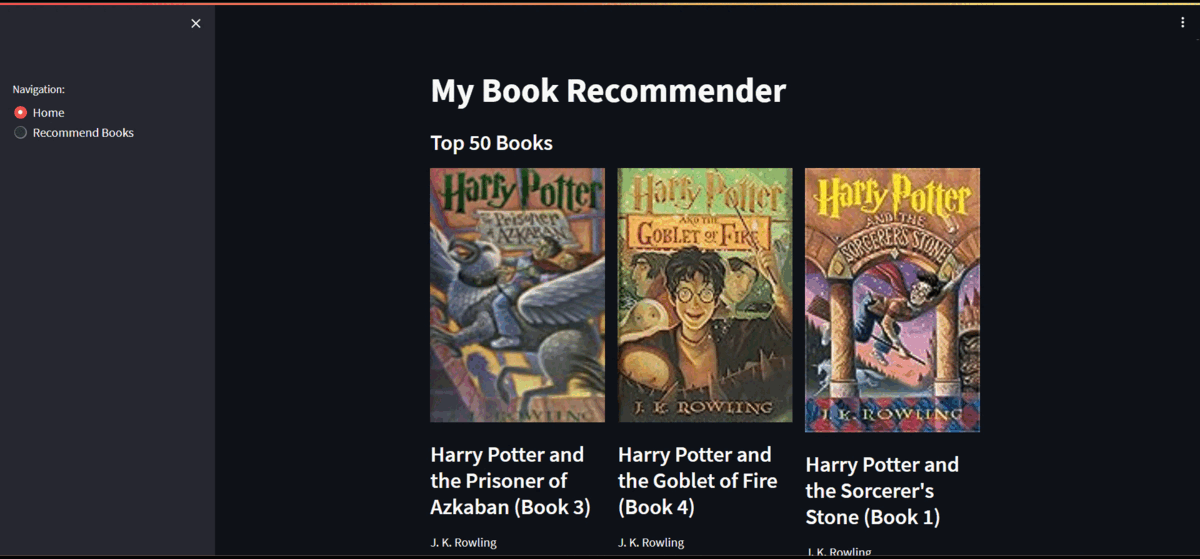 Navigation:
Home
Recommend Books
My Book Recommender
Top 50 Books
Harry Potter
The Prisoner
of AZKABAN
J. K. ROWLING
Harry Potter and
the Prisoner of
Azkaban (Book 3)
J. K. Rowling
Harry Potter
AND THE
GOBLET OF FIRE
J. K. ROWLING
Harry Potter and
the Goblet of Fire
(Book 4)
J. K. Rowling
Harry Potter
AND THE
SORCERER'S STONE
J. K. ROWLING
Harry Potter and
the Sorcerer's
Stone (Book 1)
J. K. Rowling